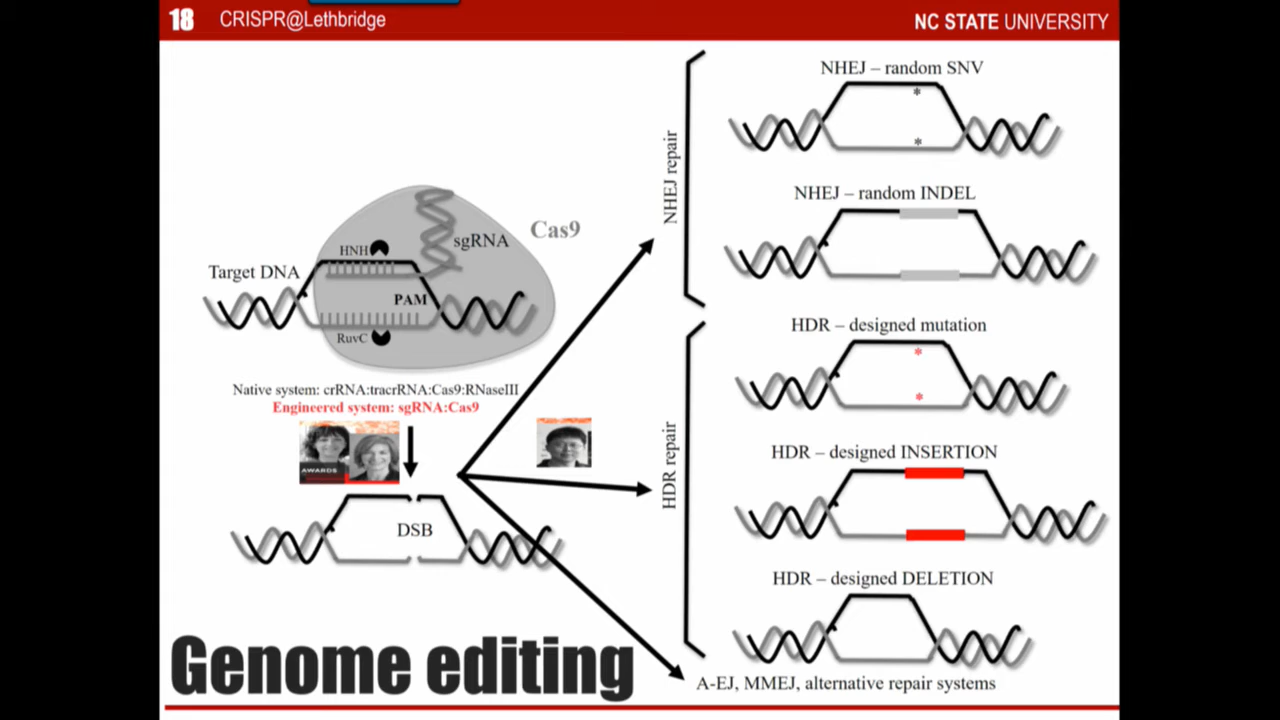 18 CRISPR@Lethbridge
NC STATE UNIVERSITY
HNH
sgRNA
Cas9
Target DNA
PAM
RuvC
Native system: crRNA:tracrRNA:Cas9:RNaseIII
Engineered system: sgRNA:Cas9
AWARDS
DSB
Genome editing
NHEJ repair
NHEJ – random SNV
*
*
NHEJ – random INDEL
HDR repair
HDR – designed mutation
*
*
HDR – designed INSERTION
HDR – designed DELETION
A-EJ, MMEJ, alternative repair systems